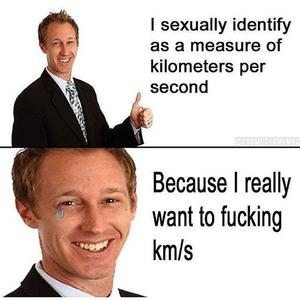 I sexually identify
as a measure of
kilometers per
second
Because I really
want to fucking
km/s